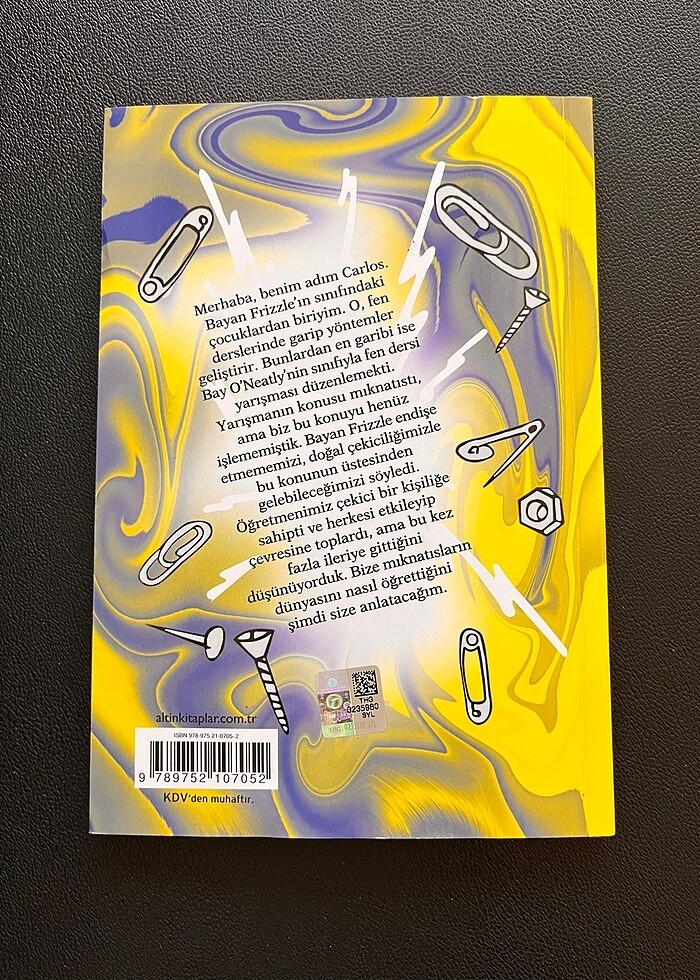 Merhaba, benim adım Carlos.
Bayan Frizzle'ın sınıfındaki
çocuklardan biriyim. O, fen
derslerinde garip yöntemler
geliştirir. Bunlardan en garibi ise
Bay O'Neatly'nin sınıfıyla fen dersi
yarışması düzenlemekti.
Yarışmanın konusu mıknatıstı,
ama biz bu konuyu henüz
işlememiştik. Bayan Frizzle endişe
etmememizi, doğal çekiciliğimizle
bu konunun üstesinden
gelebileceğimizi söyledi.
Öğretmenimiz çekici bir kişiliğe
sahipti ve herkesi etkileyip
çevresine toplardı, ama bu kez
fazla ileriye gittiğini
düşünüyorduk. Bize mıknatısların
dünyasını nasıl öğrettiğini
şimdi size anlatacağım.
THG
0235980
SYL
altinkitaplar.com.tr
ISBN 978-975-21-0705-2
9 789752 107052
KDV'den muhaftır.